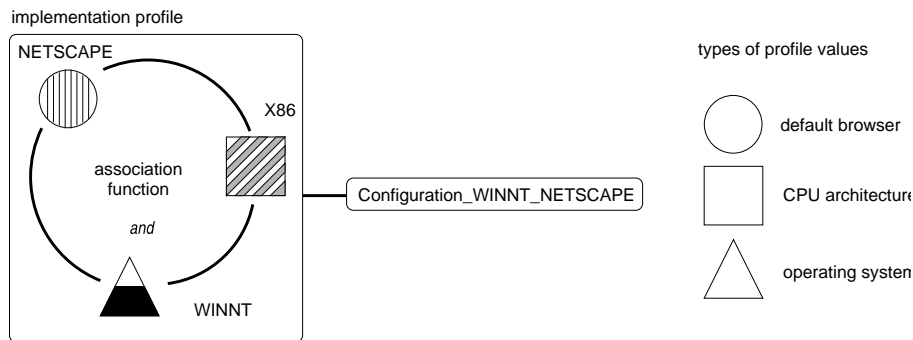 implementation profile
NETSCAPE
X86
association
function
and
WINNT
Configuration_WINNT_NETSCAPE
types of profile values
default browser
CPU architecture
operating system